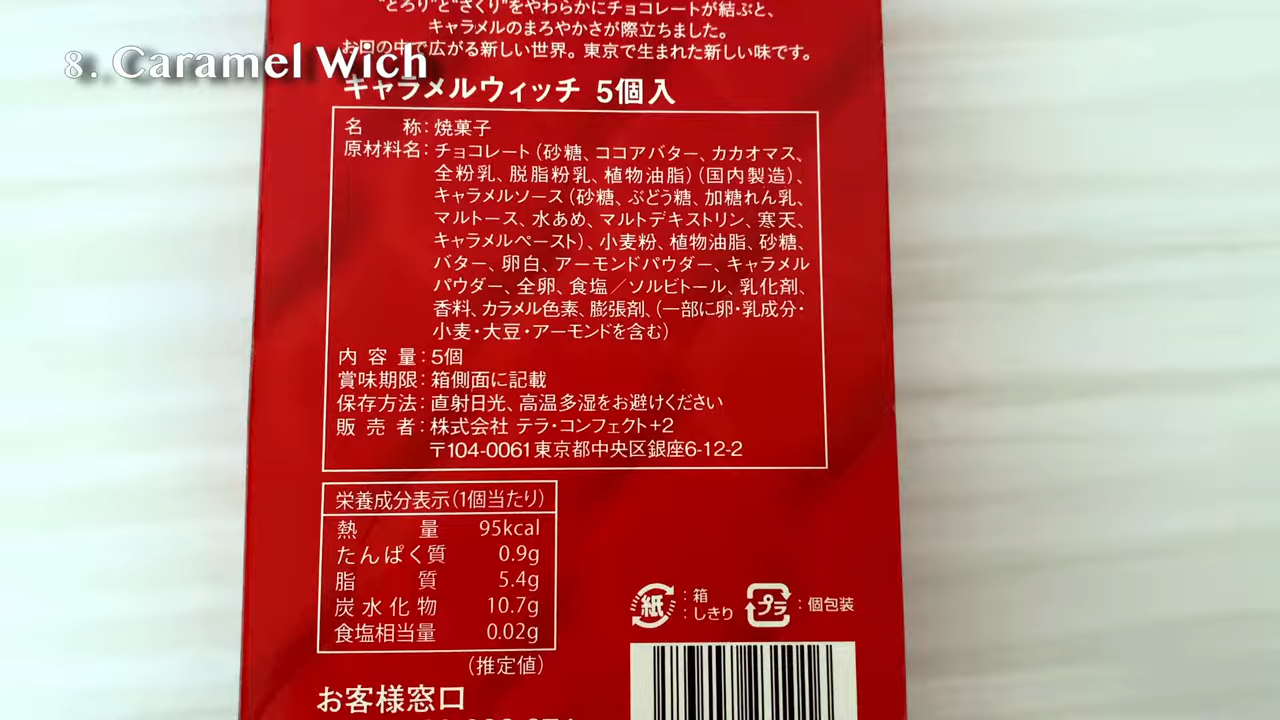 "とろり"と"さくり"をやわらかにチョコレートが結ぶと、
キャラメルのまろやかさが際立ちました。
お口の中で広がる新しい世界。東京で生まれた新しい味です。
8. Caramel Wich
キャラメルウィッチ 5個入
名称:焼菓子
原材料名:チョコレート(砂糖、ココアバター、カカオマス、
全粉乳、脱脂粉乳、植物油脂)(国内製造)、
キャラメルソース(砂糖、ぶどう糖、加糖れん乳、
マルトース、水あめ、マルトデキストリン、寒天、
キャラメルペースト)、小麦粉、植物油脂、砂糖、
バター、卵白、アーモンドパウダー、キャラメル
パウダー、全卵、食塩/ソルビトール、乳化剤、
香料、カラメル色素、膨張剤、(一部に卵・乳成分・
小麦・大豆・アーモンドを含む)
内容量:5個
賞味期限:箱側面に記載
保存方法:直射日光、高温多湿をお避けください
販売者:株式会社 テラ・コンフェクト+2
〒104-0061東京都中央区銀座6-12-2
栄養成分表示(1個当たり)
熱量 95kcal
たんぱく質 0.9g
脂質 5.4g
炭水化物 10.7g
食塩相当量 0.02g
(推定値)
紙:箱
:しきり
プラ:個包装
お客様窓口